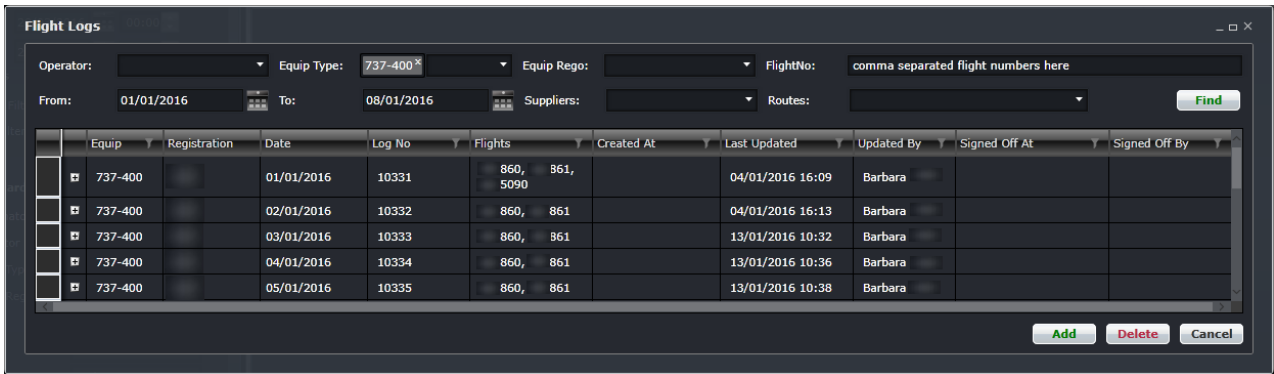 Flight Logs
Operator: Equip Type: 737-400 × Equip Rego: FlightNo: comma separated flight numbers here
From: 01/01/2016 To: 08/01/2016 Suppliers: Routes: Find
Equip Registration Date Log No Flights Created At Last Updated Updated By Signed Off At Signed Off By
737-400 01/01/2016 10331 860, 861, 04/01/2016 16:09 Barbara
5090
737-400 02/01/2016 10332 860, 861 04/01/2016 16:13 Barbara
737-400 03/01/2016 10333 860, 861 13/01/2016 10:32 Barbara
737-400 04/01/2016 10334 860, 861 13/01/2016 10:36 Barbara
737-400 05/01/2016 10335 860, 861 13/01/2016 10:38 Barbara
Add Delete Cancel